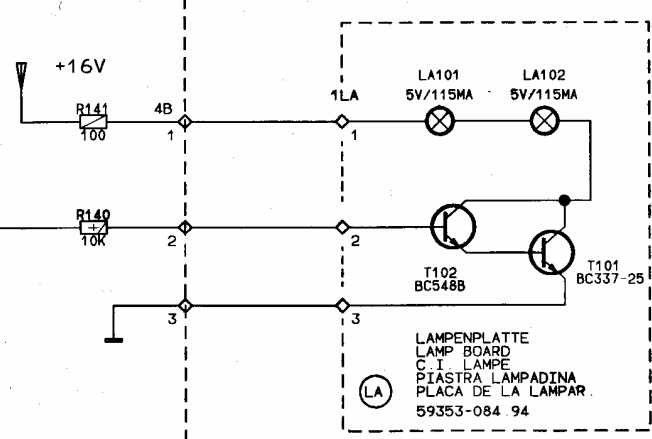 +16V
LA101
LA102
5V/115MA
5V/115MA
1LA
R141
100
4B
1
1
R140
10K
2
2
T102
BC548B
T101
BC337-25
3
3
LAMPENPLATTE
LAMP BOARD
C.I. LAMPE
PIASTRA LAMPADINA
PLACA DE LA LAMPAR.
LA
59353-084.94